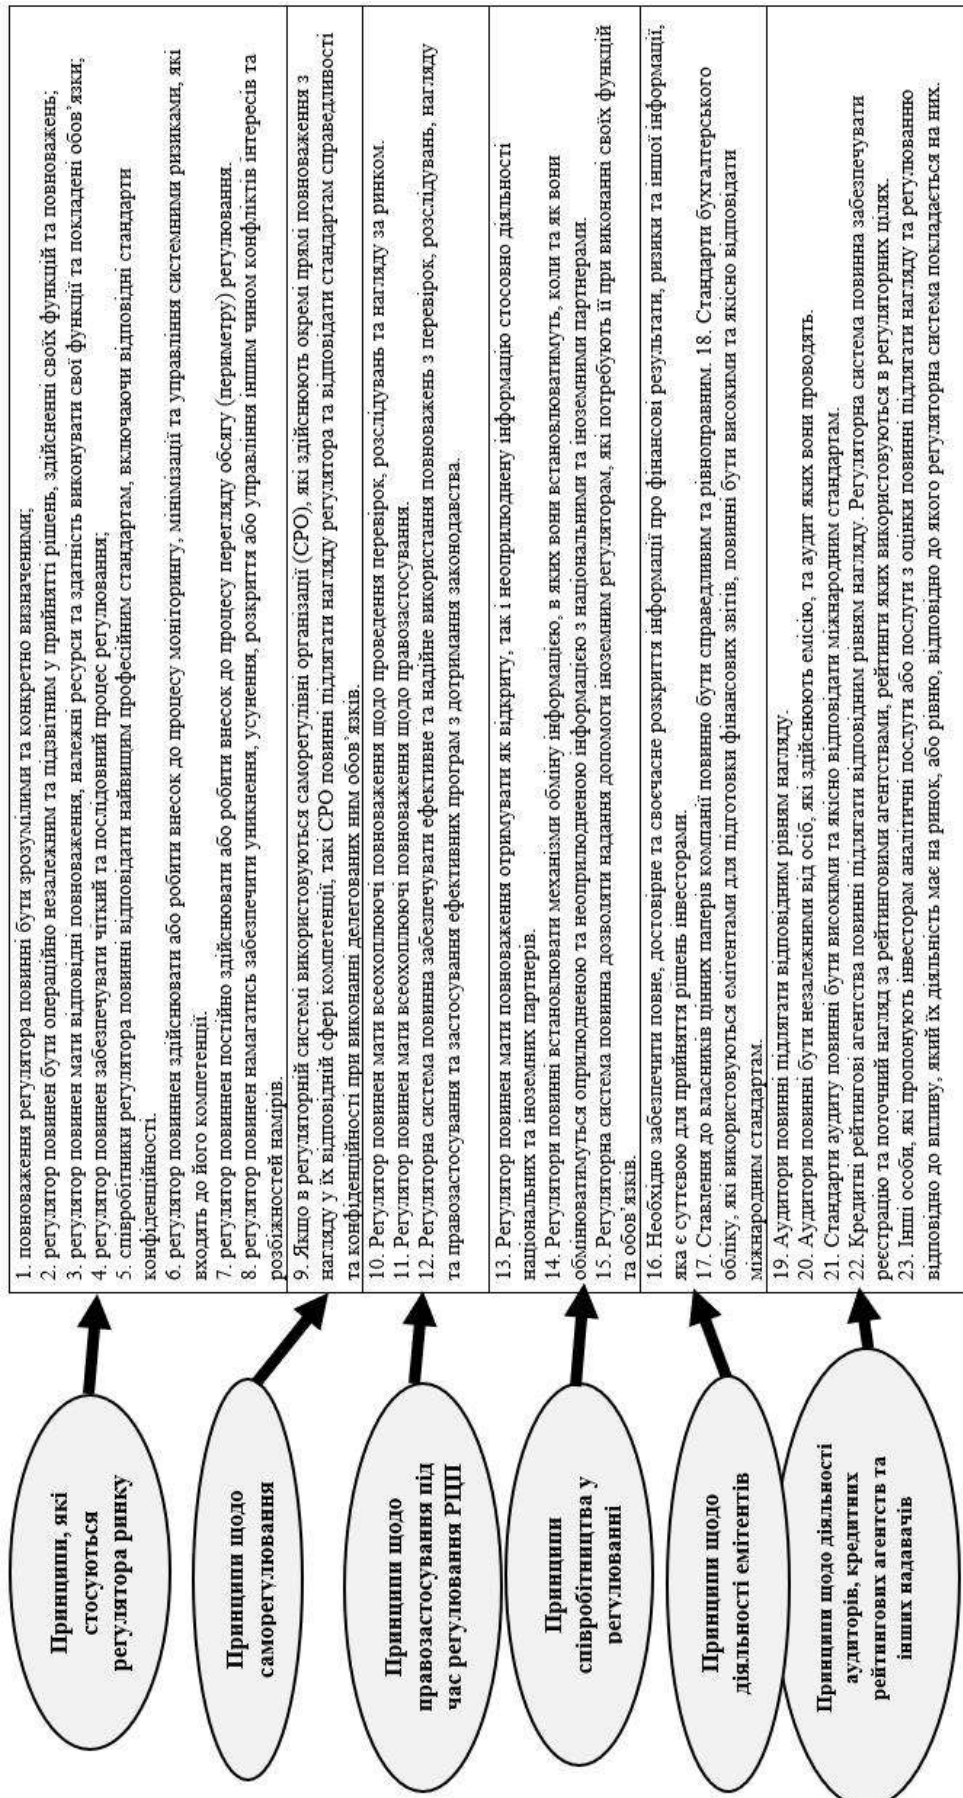 Принципи, які
стосуються
регулятора ринку
1. повноваження регулятора повинні бути зрозумілими та конкретно визначеними;
2. регулятор повинен бути операційно незалежним та підзвітним у прийнятті рішень, здійсненні своїх функцій та повноважень;
3. регулятор повинен мати відповідні повноваження, належні ресурси та здатність виконувати свої функції та покладені обов’язки;
4. регулятор повинен забезпечувати чіткий та послідовний процес регулювання;
5. співробітники регулятора повинні відповідати найвищим професійним стандартам, включаючи відповідні стандарти
конфіденційності.
6. регулятор повиннен здійснювати або робити внесок до процесу моніторингу, мінімізації та управління системними ризиками, які
входять до його компетенції.
7. регулятор повиннен постійно здійснювати або робити внесок до процесу перегляду обсягу (периметру) регулювання.
8. регулятор повинен намагатись забезпечити уникнення, усунення, розкриття або управління іншим чином конфліктів інтересів та
розбіжностей намірів.
Принципи щодо
саморегулювання
9. Якщо в регуляторній системі використовуються саморегулівні організації (СРО), які здійснюють окремі прямі повноваження з
нагляду у їх відповідній сфері компетенції, такі СРО повинні підлягати нагляду регулятора та відповідати стандартам справедливості
та конфіденційності при виконанні делегованих ним обов’язків.
Принципи щодо
правозастосування під
час регулювання РЦП
10. Регулятор повинен мати всеохоплюючі повноваження щодо проведення перевірок, розслідувань та нагляду за ринком.
11. Регулятор повинен мати всеохоплюючі повноваження щодо правозастосування.
12. Регуляторна система повинна забезпечувати ефективне та надійне використання повноважень з перевірок, розслідувань, нагляду
та правозастосування та застосування ефективних програм з дотримання законодавства.
Принципи
співробітництва у
регулюванні
13. Регулятор повинен мати повноваження отримувати як відкриту, так і неоприлюднену інформацію стосовно діяльності
національних та іноземних партнерів.
14. Регулятори повинні встановлювати механізми обміну інформацією, в яких вони встановлюватимуть, коли та як вони
обмінюватимуться оприлюдненою та неоприлюдненою інформацією з національними та іноземними партнерами.
15. Регуляторна система повинна дозволяти надання допомоги іноземним регуляторам, які потребують її при виконанні своїх функцій
та обов’язків.
Принципи щодо
діяльності емітентів
16. Необхідно забезпечити повне, достовірне та своєчасне розкриття інформації про фінансові результати, ризики та іншої інформації,
яка є суттєвою для прийняття рішень інвесторами.
17. Ставлення до власників цінних паперів компанії повинно бути справедливим та рівноправним. 18. Стандарти бухгалтерського
обліку, які використовуються емітентами для підготовки фінансових звітів, повинні бути високими та якісно відповідати
міжнародним стандартам.
Принципи щодо діяльності
аудиторів, кредитних
рейтингових агентств та
інших надавачів
19. Аудитори повинні підлягати відповідним рівням нагляду.
20. Аудитори повинні бути незалежними від осіб, які здійснюють емісію, та аудит яких вони проводять.
21. Стандарти аудиту повинні бути високими та якісно відповідати міжнародним стандартам.
22. Кредитні рейтингові агентства повинні підлягати відповідним рівням нагляду. Регуляторна система повинна забезпечувати
реєстрацію та поточний нагляд за рейтинговими агентствами, рейтинги яких використовуються в регуляторних цілях.
23. Інші особи, які пропонують інвесторам аналітичні послуги або послуги з оцінки повинні підлягати нагляду та регулюванню
відповідно до впливу, який їх діяльність має на ринок, або рівню, відповідно до якого регуляторна система покладається на них.